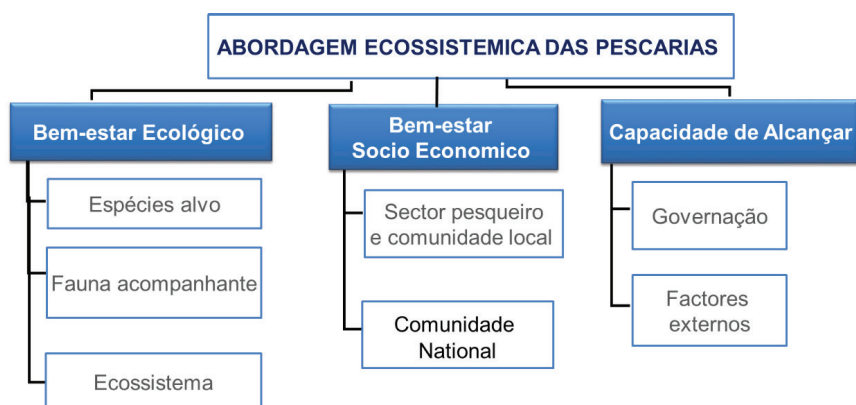 ABORDAGEM ECOSSISTEMICA DAS PESCARIAS
Bem-estar Ecológico
Espécies alvo
Fauna acompanhante
Ecossistema
Bem-estar
Socio Economico
Sector pesqueiro
e comunidade local
Comunidade
National
Capacidade de Alcançar
Governação
Factores
externos